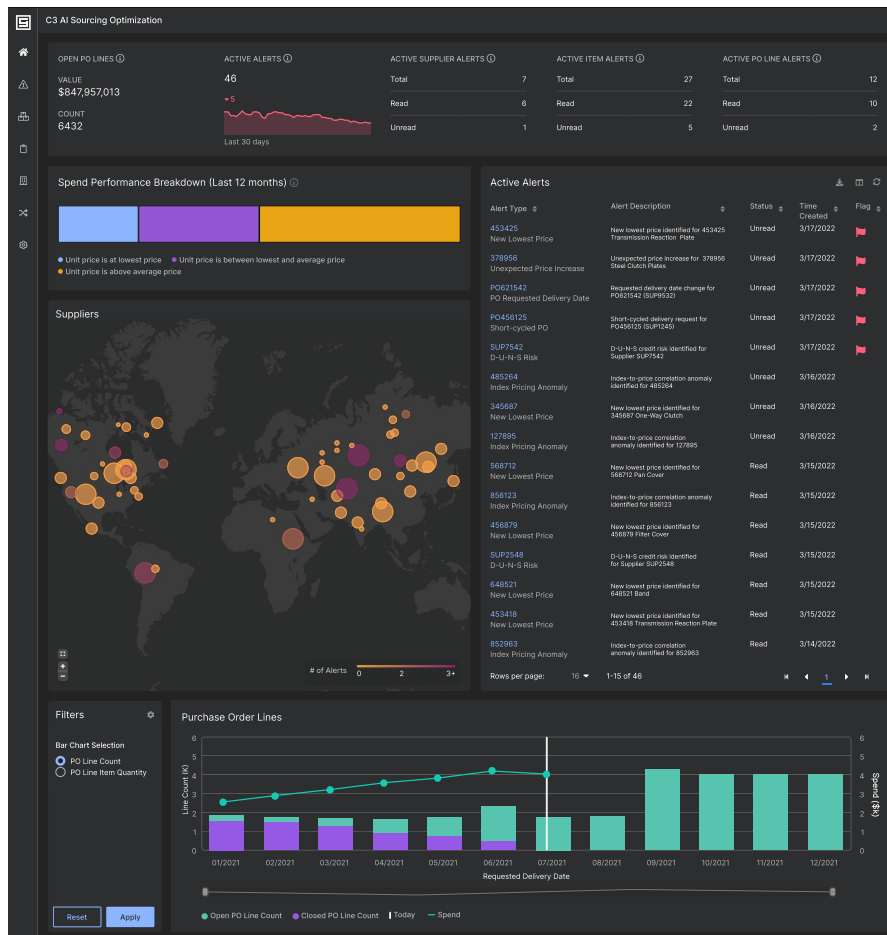 C3 AI Sourcing Optimization
OPEN PO LINES
VALUE
$847,957,013
COUNT
6432
ACTIVE ALERTS
46
5
Last 30 days
ACTIVE SUPPLIER ALERTS
Total 7
Read 6
Unread 1
ACTIVE ITEM ALERTS
Total 27
Read 22
Unread 5
ACTIVE PO LINE ALERTS
Total 12
Read 10
Unread 2
Spend Performance Breakdown (Last 12 months)
Unit price is at lowest price Unit price is between lowest and average price
Unit price is above average price
Suppliers
# of Alerts
0 2 3+
Active Alerts
Alert Type Alert Description Status Time Created Flag
453425 New lowest price identified for 453425 Unread 3/17/2022
New Lowest Price Transmission Reaction Plate
378956 Unexpected price increase for 378956 Unread 3/17/2022
Unexpected Price Increase Steel Clutch Plates
PO621542 Requested delivery date change for Unread 3/17/2022
PO Requested Delivery Date PO621542 (SUP9532)
PO456125 Short-cycled delivery request for Unread 3/17/2022
Short-cycled PO PO456125 (SUP1245)
SUP7542 D-U-N-S credit risk identified for Unread 3/17/2022
D-U-N-S Risk Supplier SUP7542
485264 Index-to-price correlation anomaly Unread 3/16/2022
Index Pricing Anomaly identified for 485264
345687 New lowest price identified for Unread 3/16/2022
New Lowest Price 345687 One-Way Clutch
127895 Index-to-price correlation Unread 3/16/2022
Index Pricing Anomaly anomaly identified for 127895
568712 New lowest price identified for Read 3/15/2022
New Lowest Price 568712 Pan Cover
856123 Index-to-price correlation anomaly Read 3/15/2022
Index Pricing Anomaly identified for 856123
456879 New lowest price identified for Read 3/15/2022
New Lowest Price 456879 Filter Cover
SUP2548 D-U-N-S credit risk identified Read 3/15/2022
D-U-N-S Risk for Supplier SUP2548
648521 New lowest price identified for Read 3/15/2022
New Lowest Price 648521 Band
453418 New lowest price identified for Read 3/15/2022
New Lowest Price 453418 Transmission Reaction Plate
852963 Index-to-price correlation Read 3/14/2022
Index Pricing Anomaly anomaly identified for 852963
Rows per page: 16 1-15 of 46 1
Filters
Bar Chart Selection
PO Line Count
PO Line Item Quantity
Reset Apply
Purchase Order Lines
Line Count (K)
6 6
5 5
4 4
3 3
2 2
1 1
0 0
Spend ($k)
01/2021 02/2021 03/2021 04/2021 05/2021 06/2021 07/2021 08/2021 09/2021 10/2021 11/2021 12/2021
Requested Delivery Date
Open PO Line Count Closed PO Line Count Today Spend